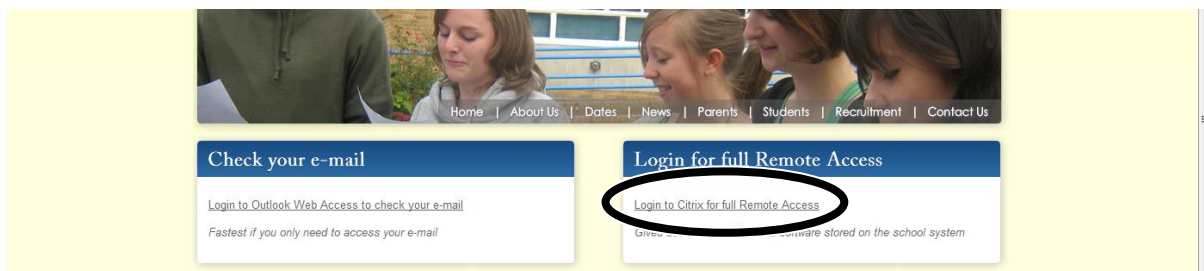 Home | About Us | Dates | News | Parents | Students | Recruitment | Contact Us
Check your e-mail
Login to Outlook Web Access to check your e-mail
Fastest if you only need to access your e-mail
Login for full Remote Access
Login to Citrix for full Remote Access
Gives software stored on the school system